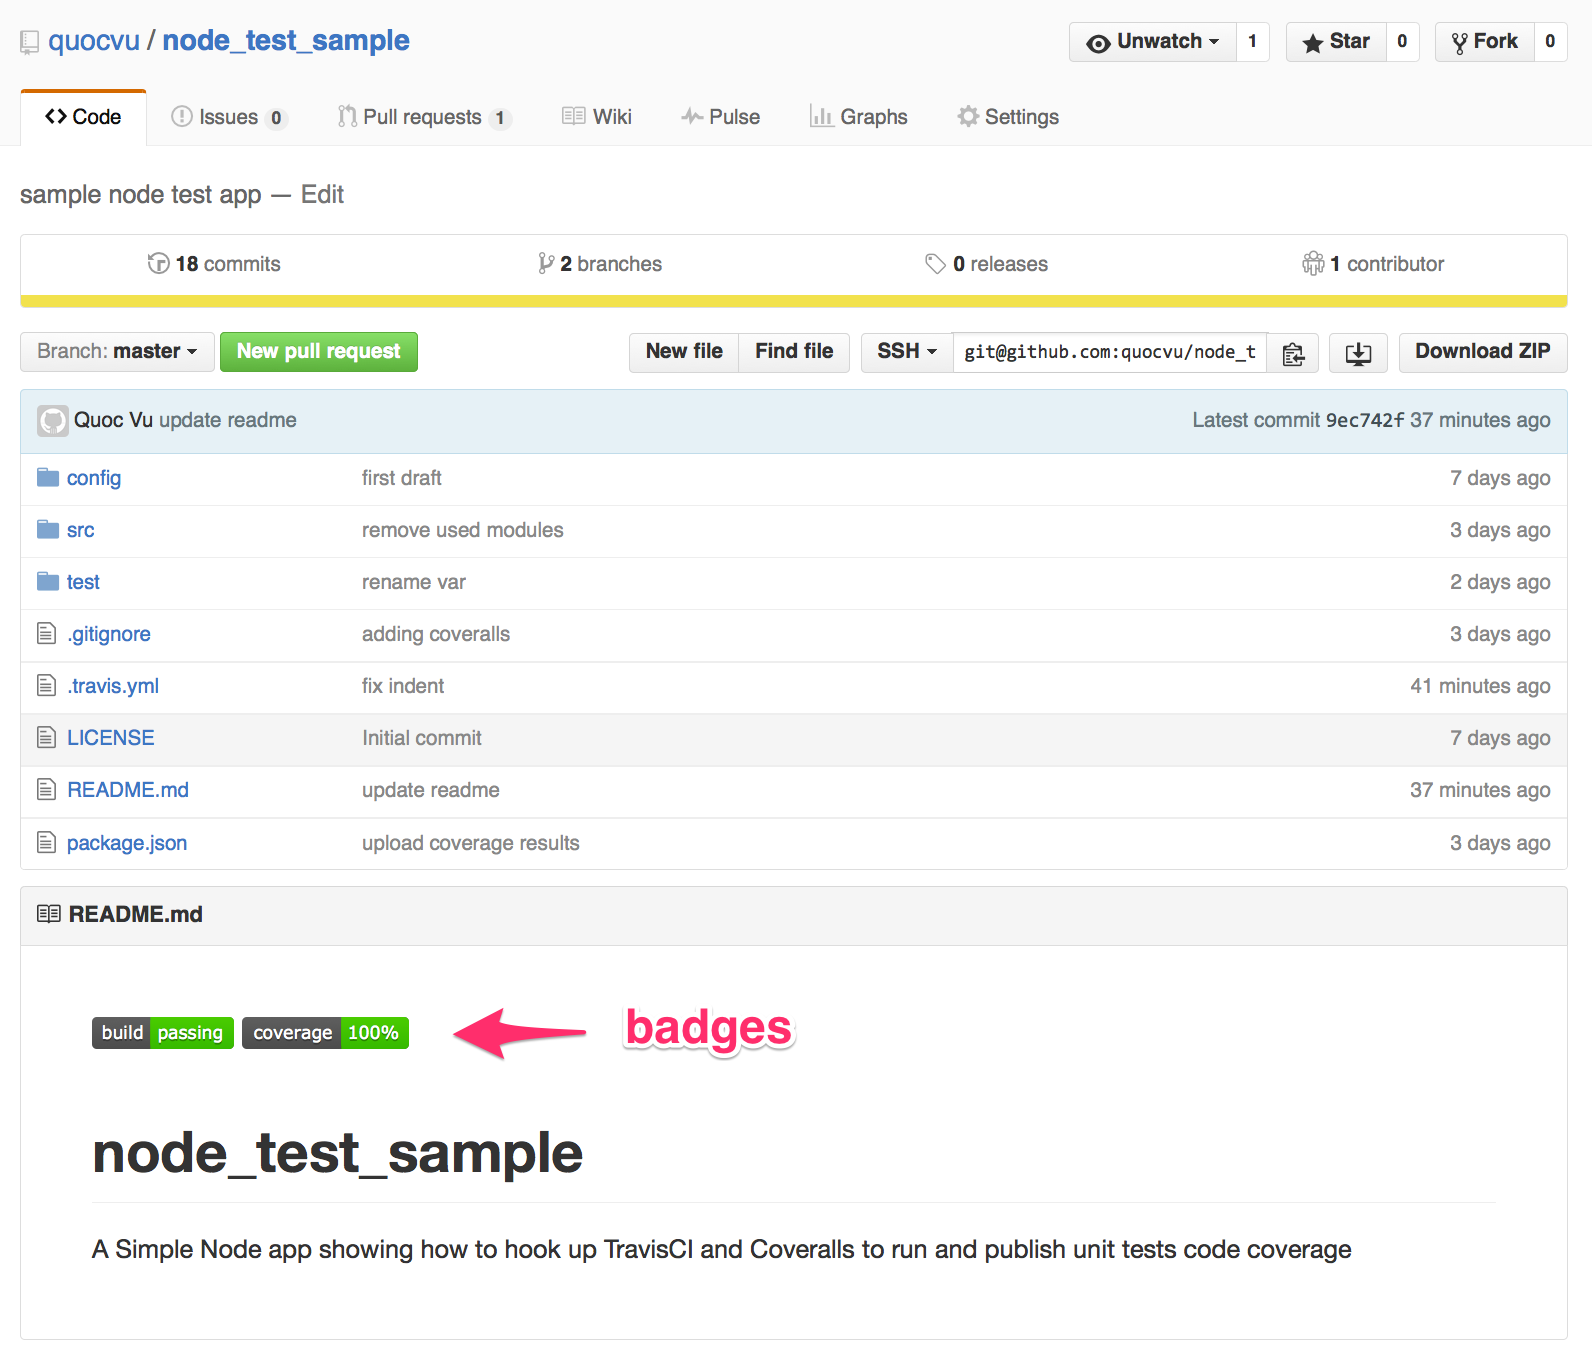 quocvu / node_test_sample
Unwatch 1 Star 0 Fork 0
Code Issues 0 Pull requests 1 Wiki Pulse Graphs Settings
sample node test app — Edit
18 commits 2 branches 0 releases 1 contributor
Branch: master New pull request New file Find file SSH git@github.com:quocvu/node_t Download ZIP
Quoc Vu update readme Latest commit 9ec742f 37 minutes ago
config first draft 7 days ago
src remove used modules 3 days ago
test rename var 2 days ago
.gitignore adding coveralls 3 days ago
.travis.yml fix indent 41 minutes ago
LICENSE Initial commit 7 days ago
README.md update readme 37 minutes ago
package.json upload coverage results 3 days ago
README.md
build passing coverage 100% badges
node_test_sample
A Simple Node app showing how to hook up TravisCI and Coveralls to run and publish unit tests code coverage